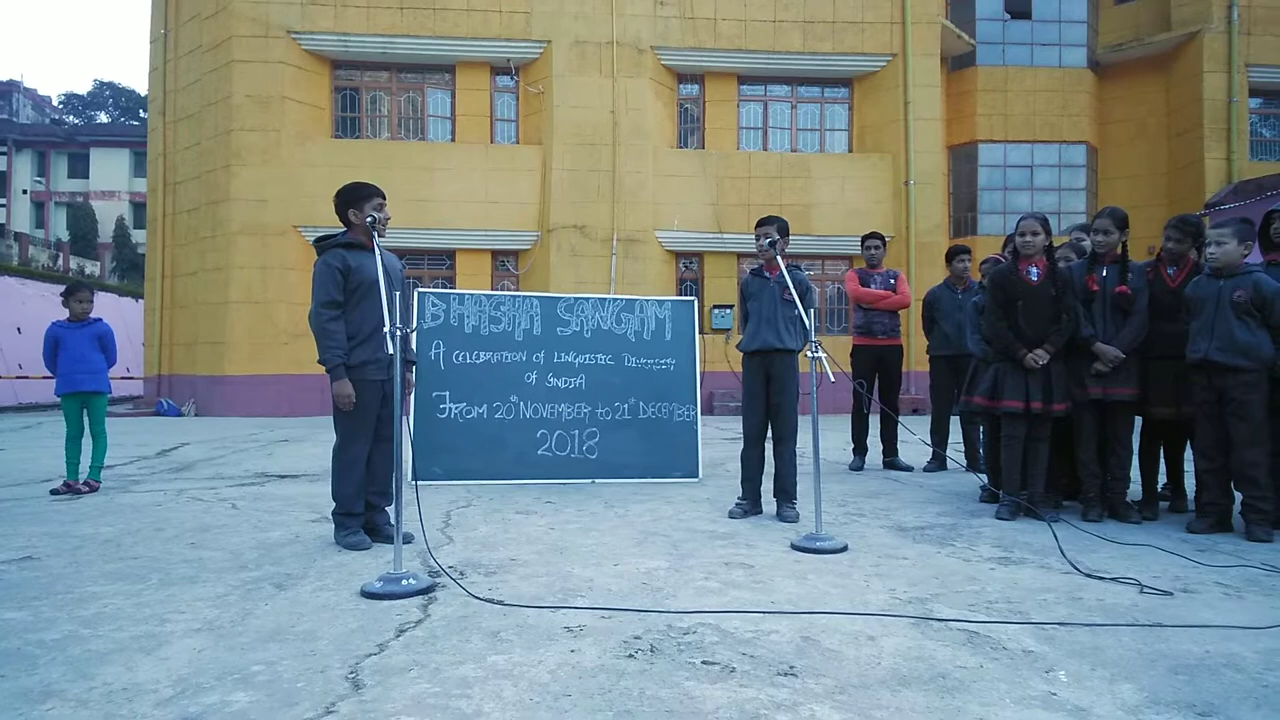 BHASHA SANGAM
A CELEBRATION of LINGUISTIC DIVERSITY
of INDIA
FROM 20th NOVEMBER to 21st DECEMBER
2018